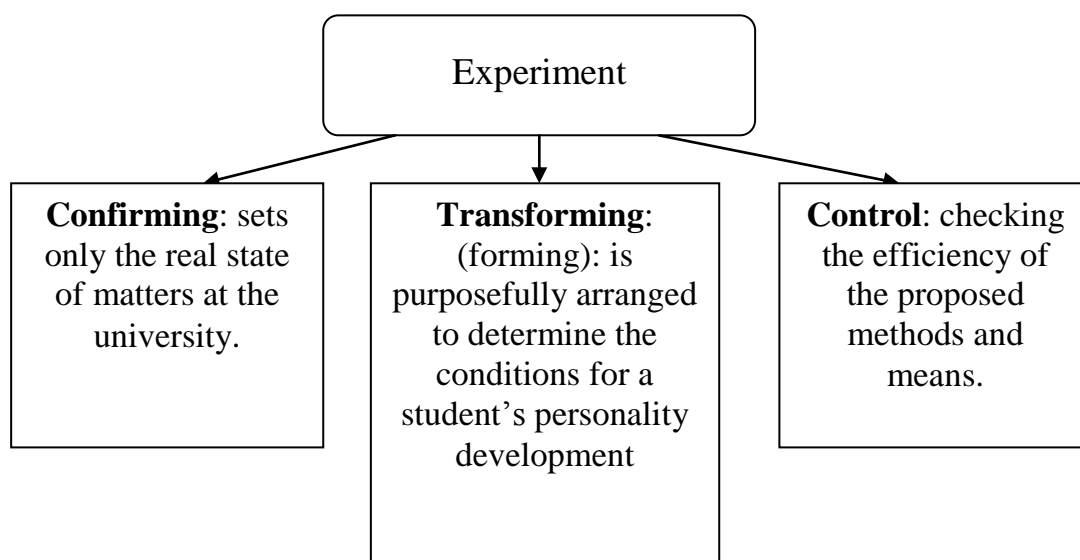 Experiment
Confirming: sets
only the real state
of matters at the
university.
Transforming:
(forming): is
purposefully arranged
to determine the
conditions for a
student’s personality
development
Control: checking
the efficiency of
the proposed
methods and
means.